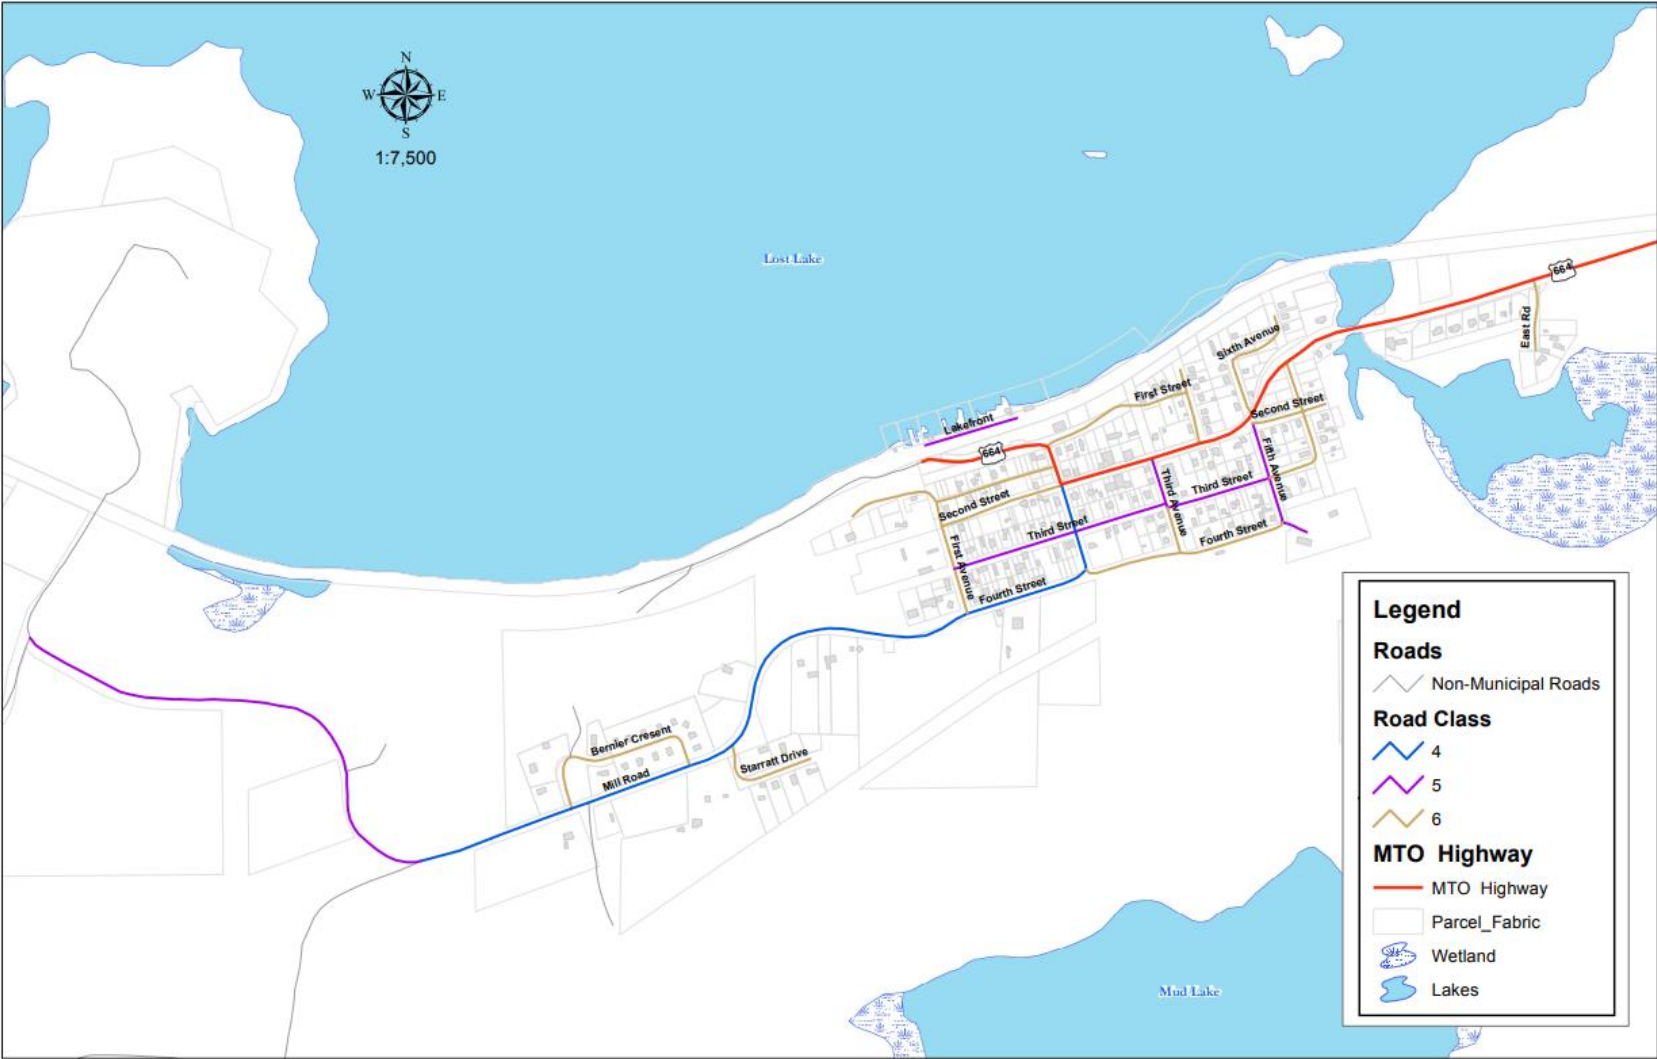 N
W E
S
1:7,500
Lost Lake
664
East Rd
Sixth Avenue
First Street
Second Street
Lakefront
664
Fifth Avenue
Third Street
Third Avenue
Second Street
Third Street
Fourth Street
First Avenue
Fourth Street
Bernier Cresent
Starratt Drive
Mill Road
Mud Lake
Legend
Roads
Non-Municipal Roads
Road Class
4
5
6
MTO Highway
MTO Highway
Parcel_Fabric
Wetland
Lakes